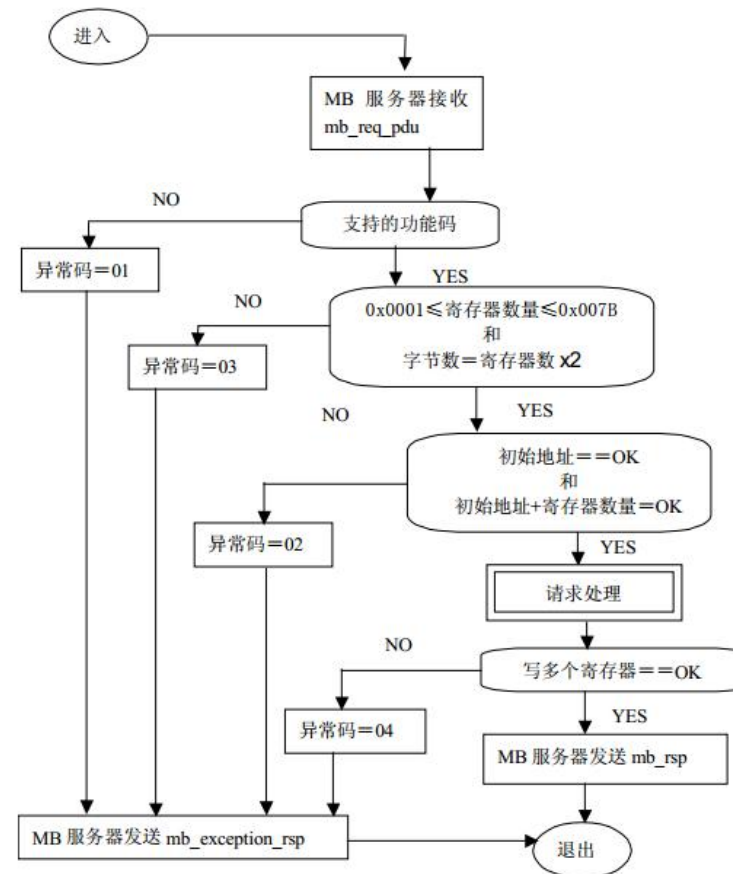 进入
MB 服务器接收
mb_req_pdu
NO
支持的功能码
异常码＝01
YES
NO
0x0001≤寄存器数量≤0x007B
和
字节数＝寄存器数 x2
异常码＝03
NO
YES
初始地址＝＝OK
和
初始地址+寄存器数量＝OK
异常码＝02
YES
请求处理
NO
写多个寄存器＝＝OK
异常码＝04
YES
MB 服务器发送 mb_rsp
MB 服务器发送 mb_exception_rsp
退出